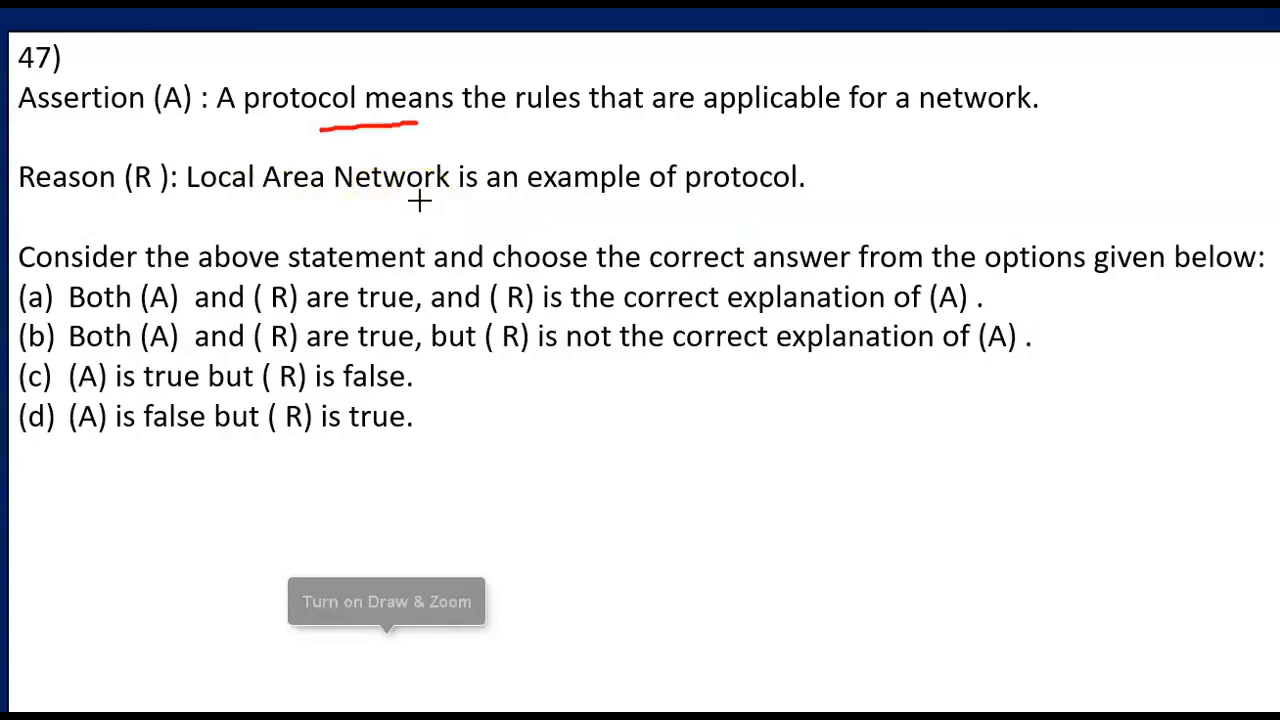 47)
Assertion (A) : A protocol means the rules that are applicable for a network.
Reason (R ): Local Area Network is an example of protocol.
Consider the above statement and choose the correct answer from the options given below:
(a) Both (A) and ( R) are true, and ( R) is the correct explanation of (A) .
(b) Both (A) and ( R) are true, but ( R) is not the correct explanation of (A) .
(c) (A) is true but ( R) is false.
(d) (A) is false but ( R) is true.
Turn on Draw & Zoom